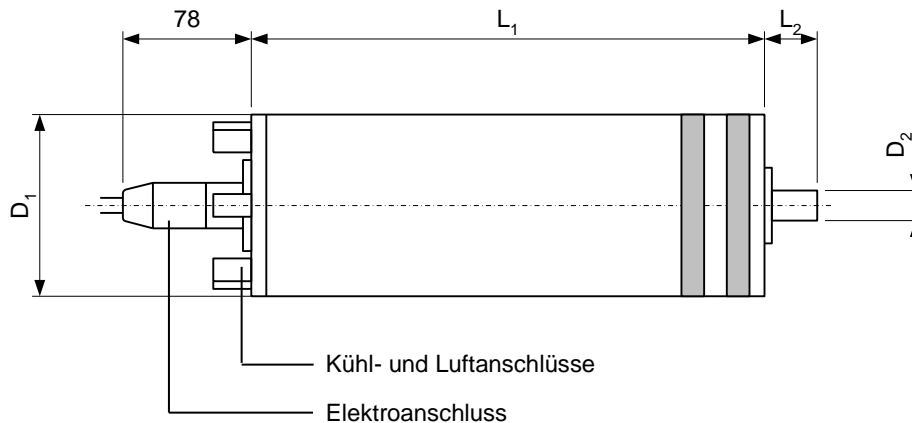 78
L₁
L₂
D₁
D₂
Kühl- und Luftanschlüsse
Elektroanschluss